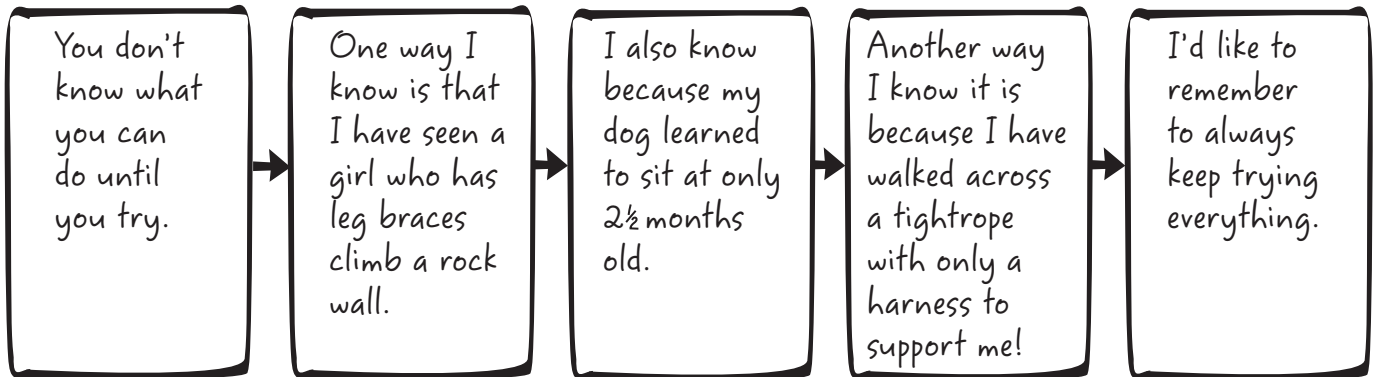 You don't
know what
you can
do until
you try.
One way I
know is that
I have seen a
girl who has
leg braces
climb a rock
wall.
I also know
because my
dog learned
to sit at only
2½ months
old.
Another way
I know it is
because I have
walked across
a tightrope
with only a
harness to
support me!
I'd like to
remember
to always
keep trying
everything.